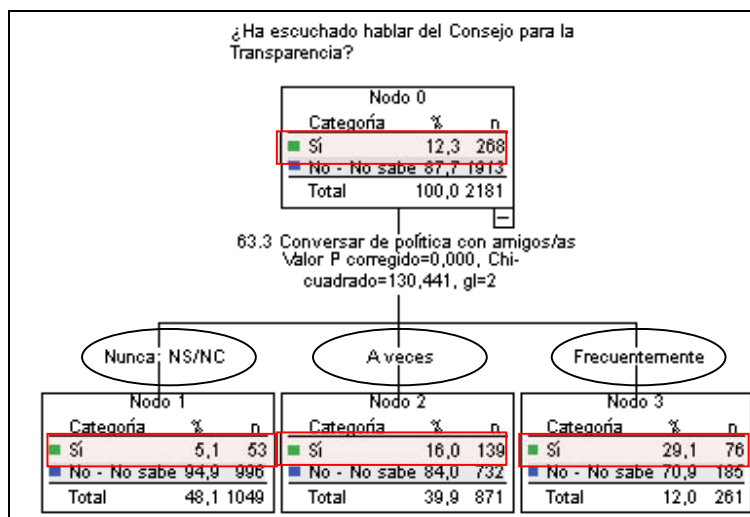 ¿Ha escuchado hablar del Consejo para la
Transparencia?
Nodo 0
Categoría % n
Sí 12,3 268
No - No sabe 87,7 1913
Total 100,0 2181
63.3 Conversar de política con amigos/as
Valor P corregido=0,000, Chi-
cuadrado=130,441, gl=2
Nunca; NS/NC
A veces
Frecuentemente
Nodo 1
Categoría % n
Sí 5,1 53
No - No sabe 94,9 996
Total 48,1 1049
Nodo 2
Categoría % n
Sí 16,0 139
No - No sabe 84,0 732
Total 39,9 871
Nodo 3
Categoría % n
Sí 29,1 76
No - No sabe 70,9 185
Total 12,0 261